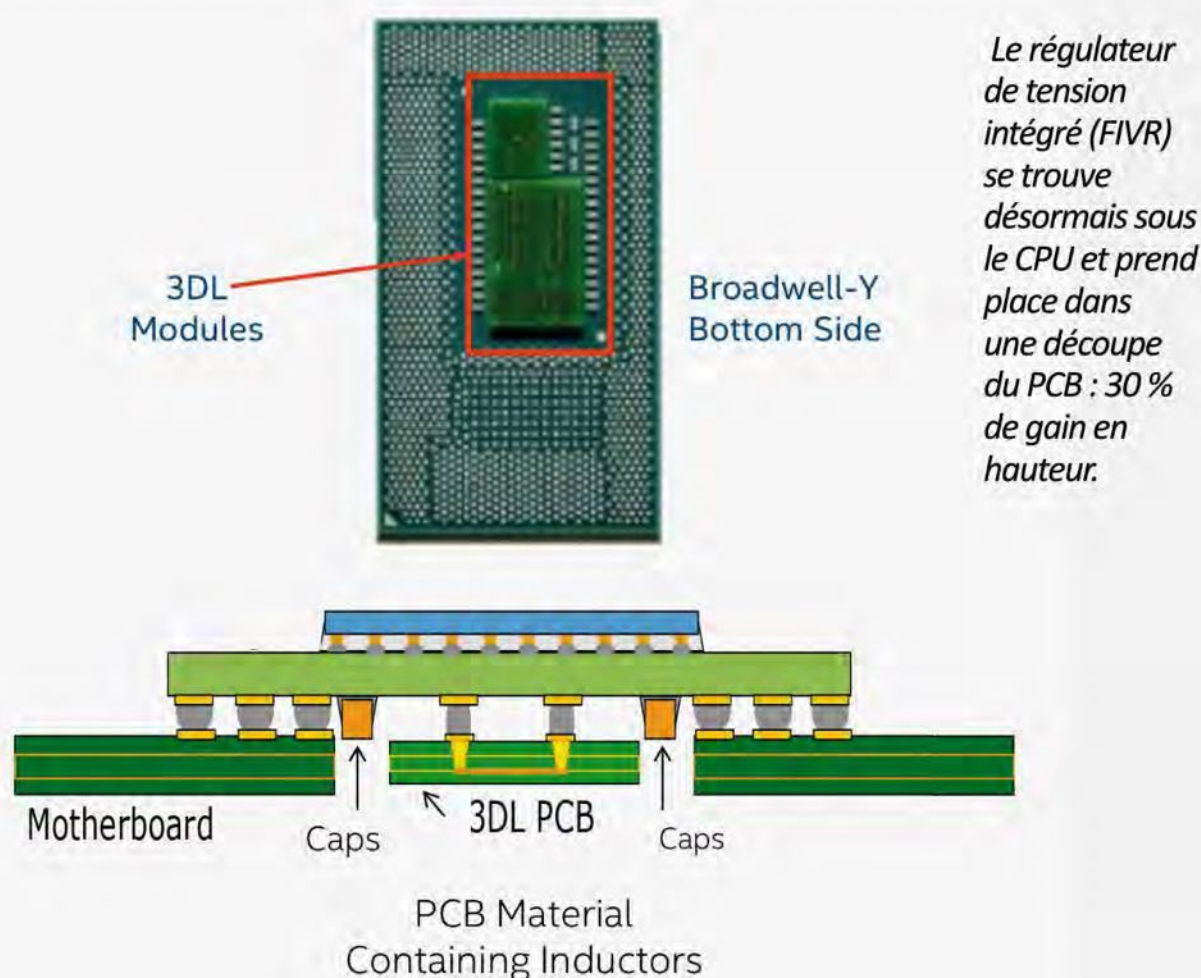 Le régulateur
de tension
intégré (FIVR)
se trouve
désormais sous
le CPU et prend
place dans
une découpe
du PCB : 30 %
de gain en
hauteur.
3DL
Modules
Broadwell-Y
Bottom Side
Motherboard
Caps
3DL PCB
Caps
PCB Material
Containing Inductors